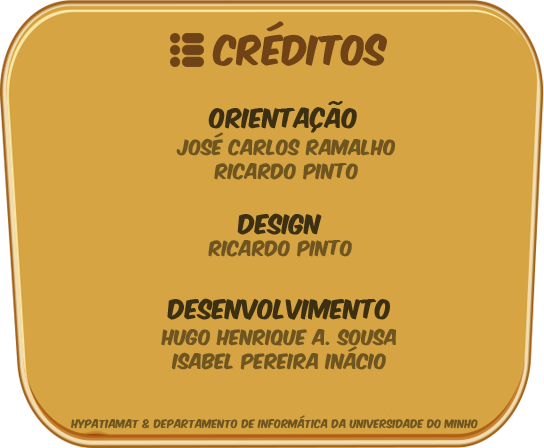 CRÉDITOS
ORIENTAÇÃO
JOSÉ CARLOS RAMALHO
RICARDO PINTO
DESIGN
RICARDO PINTO
DESENVOLVIMENTO
HUGO HENRIQUE A. SOUSA
ISABEL PEREIRA INÁCIO
HYPATIAMAT & DEPARTAMENTO DE INFORMÁTICA DA UNIVERSIDADE DO MINHO